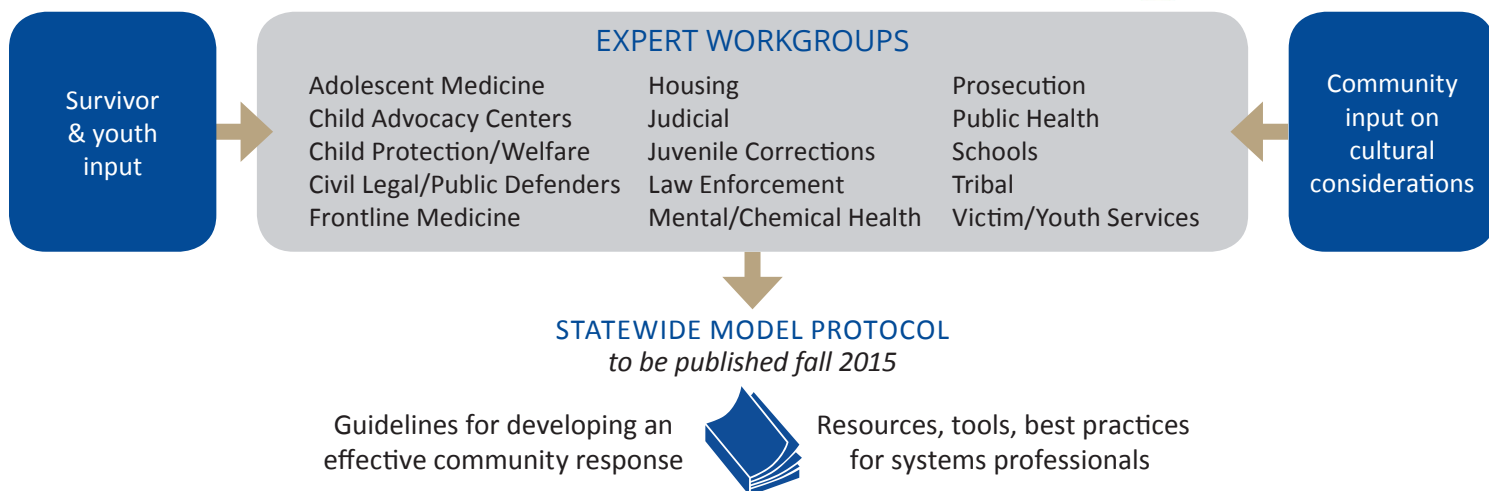 Survivor
& youth
input
EXPERT WORKGROUPS
Adolescent Medicine
Child Advocacy Centers
Child Protection/Welfare
Civil Legal/Public Defenders
Frontline Medicine
Housing
Judicial
Juvenile Corrections
Law Enforcement
Mental/Chemical Health
Prosecution
Public Health
Schools
Tribal
Victim/Youth Services
Community
input on
cultural
considerations
STATEWIDE MODEL PROTOCOL
to be published fall 2015
Guidelines for developing an
effective community response
Resources, tools, best practices
for systems professionals